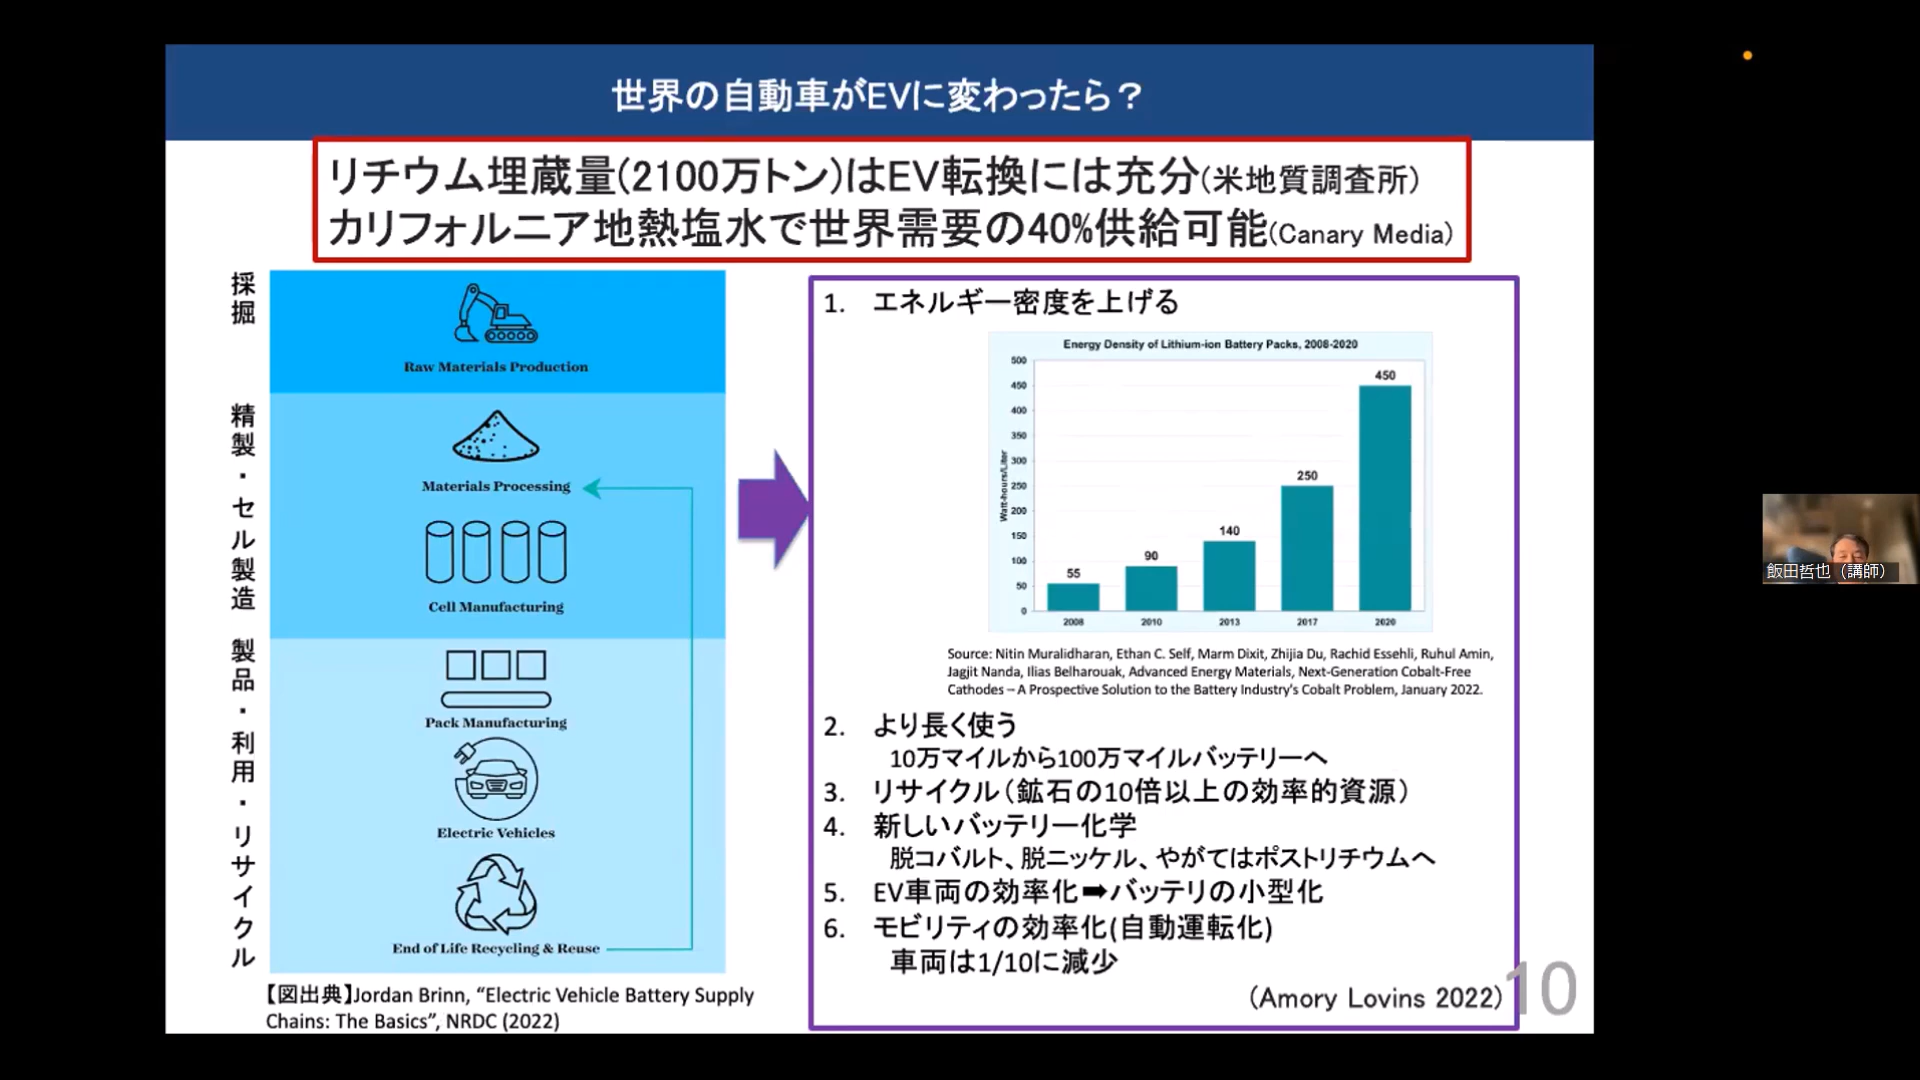 世界の自動車がEVに変わったら？
リチウム埋蔵量(2100万トン)はEV転換には充分(米地質調査所)
カリフォルニア地熱塩水で世界需要の40%供給可能(Canary Media)
採掘
Raw Materials Production
精製・セル製造
Materials Processing
Cell Manufacturing
製品・利用・リサイクル
Pack Manufacturing
Electric Vehicles
End of Life Recycling & Reuse
【図出典】Jordan Brinn, “Electric Vehicle Battery Supply
Chains: The Basics”, NRDC (2022)
1. エネルギー密度を上げる
Energy Density of Lithium-ion Battery Packs, 2008-2020
Watt-hours/Liter
500
450
400
350
300
250
200
150
100
50
0
55
90
140
250
450
2008
2010
2013
2017
2020
Source: Nitin Muralidharan, Ethan C. Self, Marm Dixit, Zhijia Du, Rachid Essehli, Ruhul Amin,
Jagjit Nanda, Ilias Belharouak, Advanced Energy Materials, Next-Generation Cobalt-Free
Cathodes – A Prospective Solution to the Battery Industry's Cobalt Problem, January 2022.
2. より長く使う
10万マイルから100万マイルバッテリーへ
3. リサイクル（鉱石の10倍以上の効率的資源）
4. 新しいバッテリー化学
脱コバルト、脱ニッケル、やがてはポストリチウムへ
5. EV車両の効率化➡バッテリの小型化
6. モビリティの効率化(自動運転化)
車両は1/10に減少
（Amory Lovins 2022）
10
飯田哲也（講師）